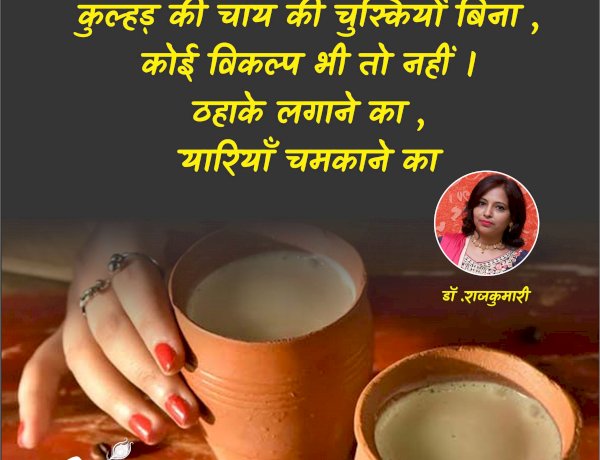 कुल्हड़ की चाय की चुस्कियों बिना ,
कोई विकल्प भी तो नहीं ।
ठहाके लगाने का ,
यारियाँ चमकाने का
डॉ .राजकुमारी